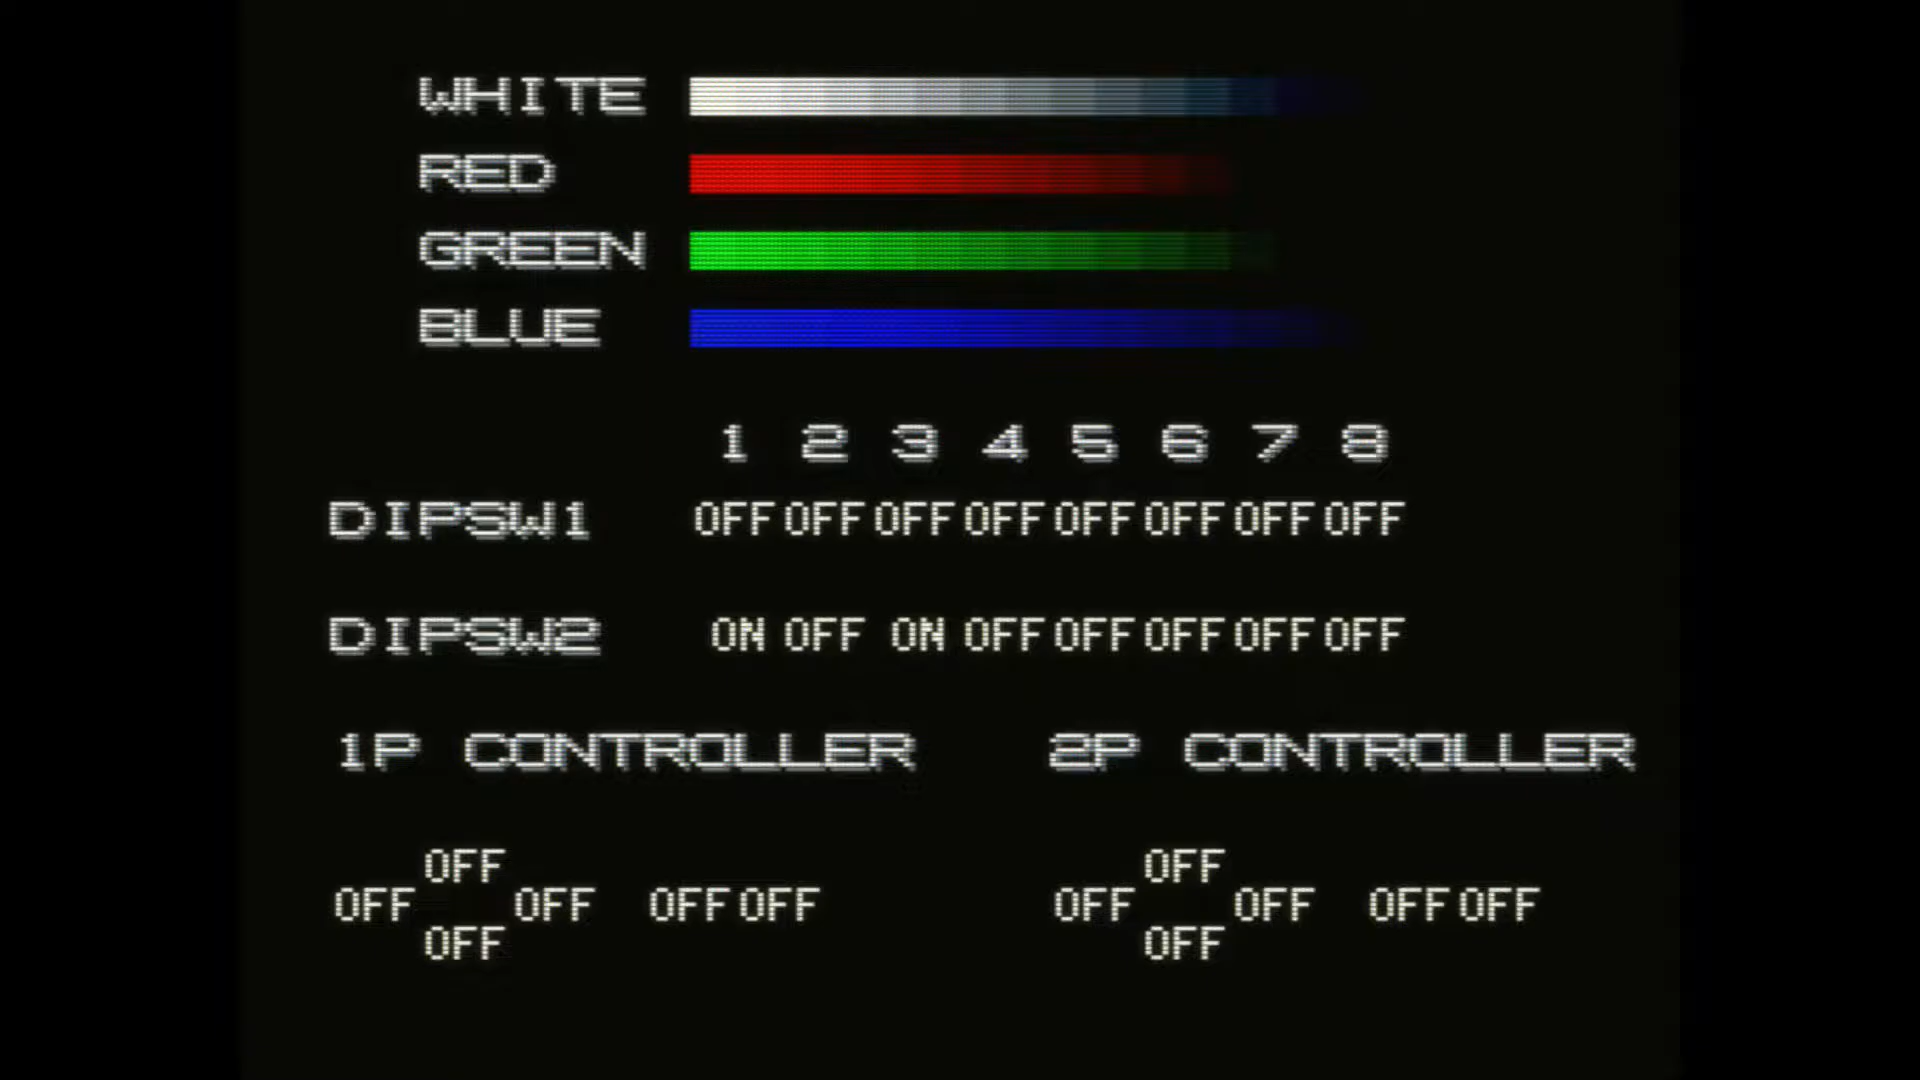 WHITE
RED
GREEN
BLUE
1 2 3 4 5 6 7 8
DIPSW1 OFF OFF OFF OFF OFF OFF OFF OFF
DIPSW2 ON OFF ON OFF OFF OFF OFF OFF
1P CONTROLLER 2P CONTROLLER
OFF OFF
OFF OFF OFF OFF OFF OFF OFF OFF
OFF OFF